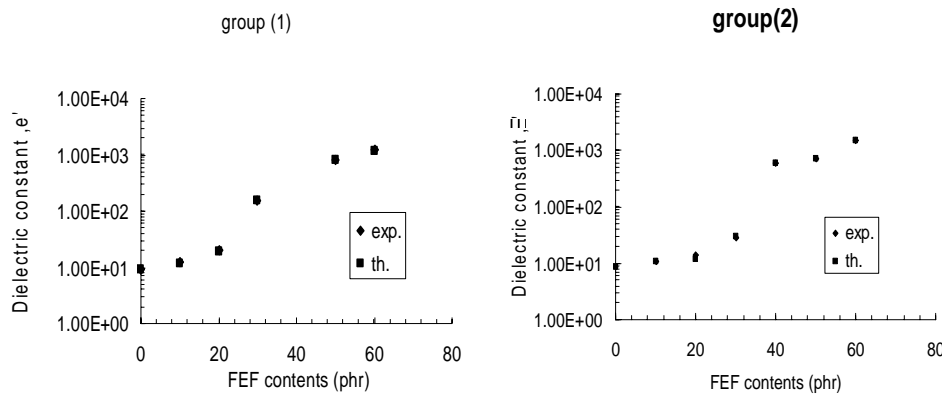 group (1)
Dielectric constant ,e'
1.00E+04
1.00E+03
1.00E+02
1.00E+01
1.00E+00
0
20
40
60
80
FEF contents (phr)
exp.
th.
group(2)
Dielectric constant ,
1.00E+04
1.00E+03
1.00E+02
1.00E+01
1.00E+00
0
20
40
60
80
FEF contents (phr)
exp.
th.